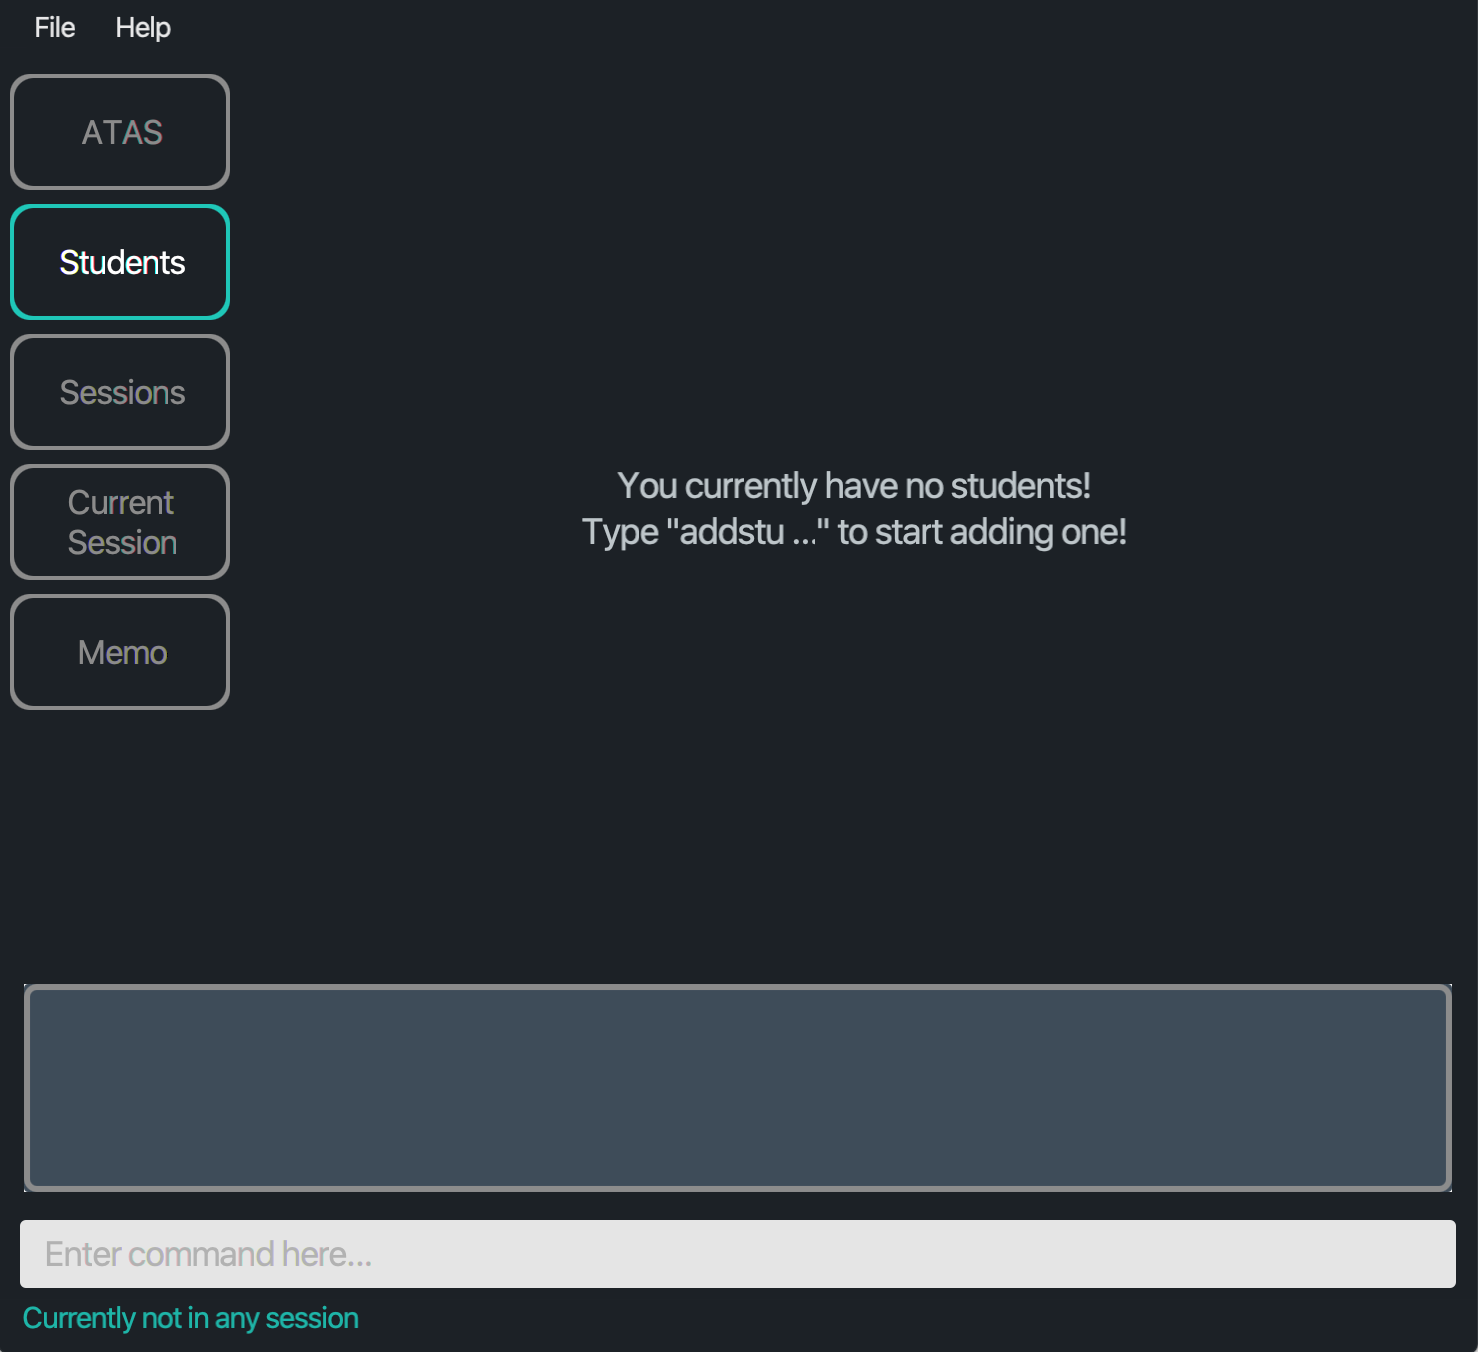 File Help
ATAS
Students
Sessions
Current
Session
Memo
You currently have no students!
Type "addstu ..." to start adding one!
Enter command here...
Currently not in any session